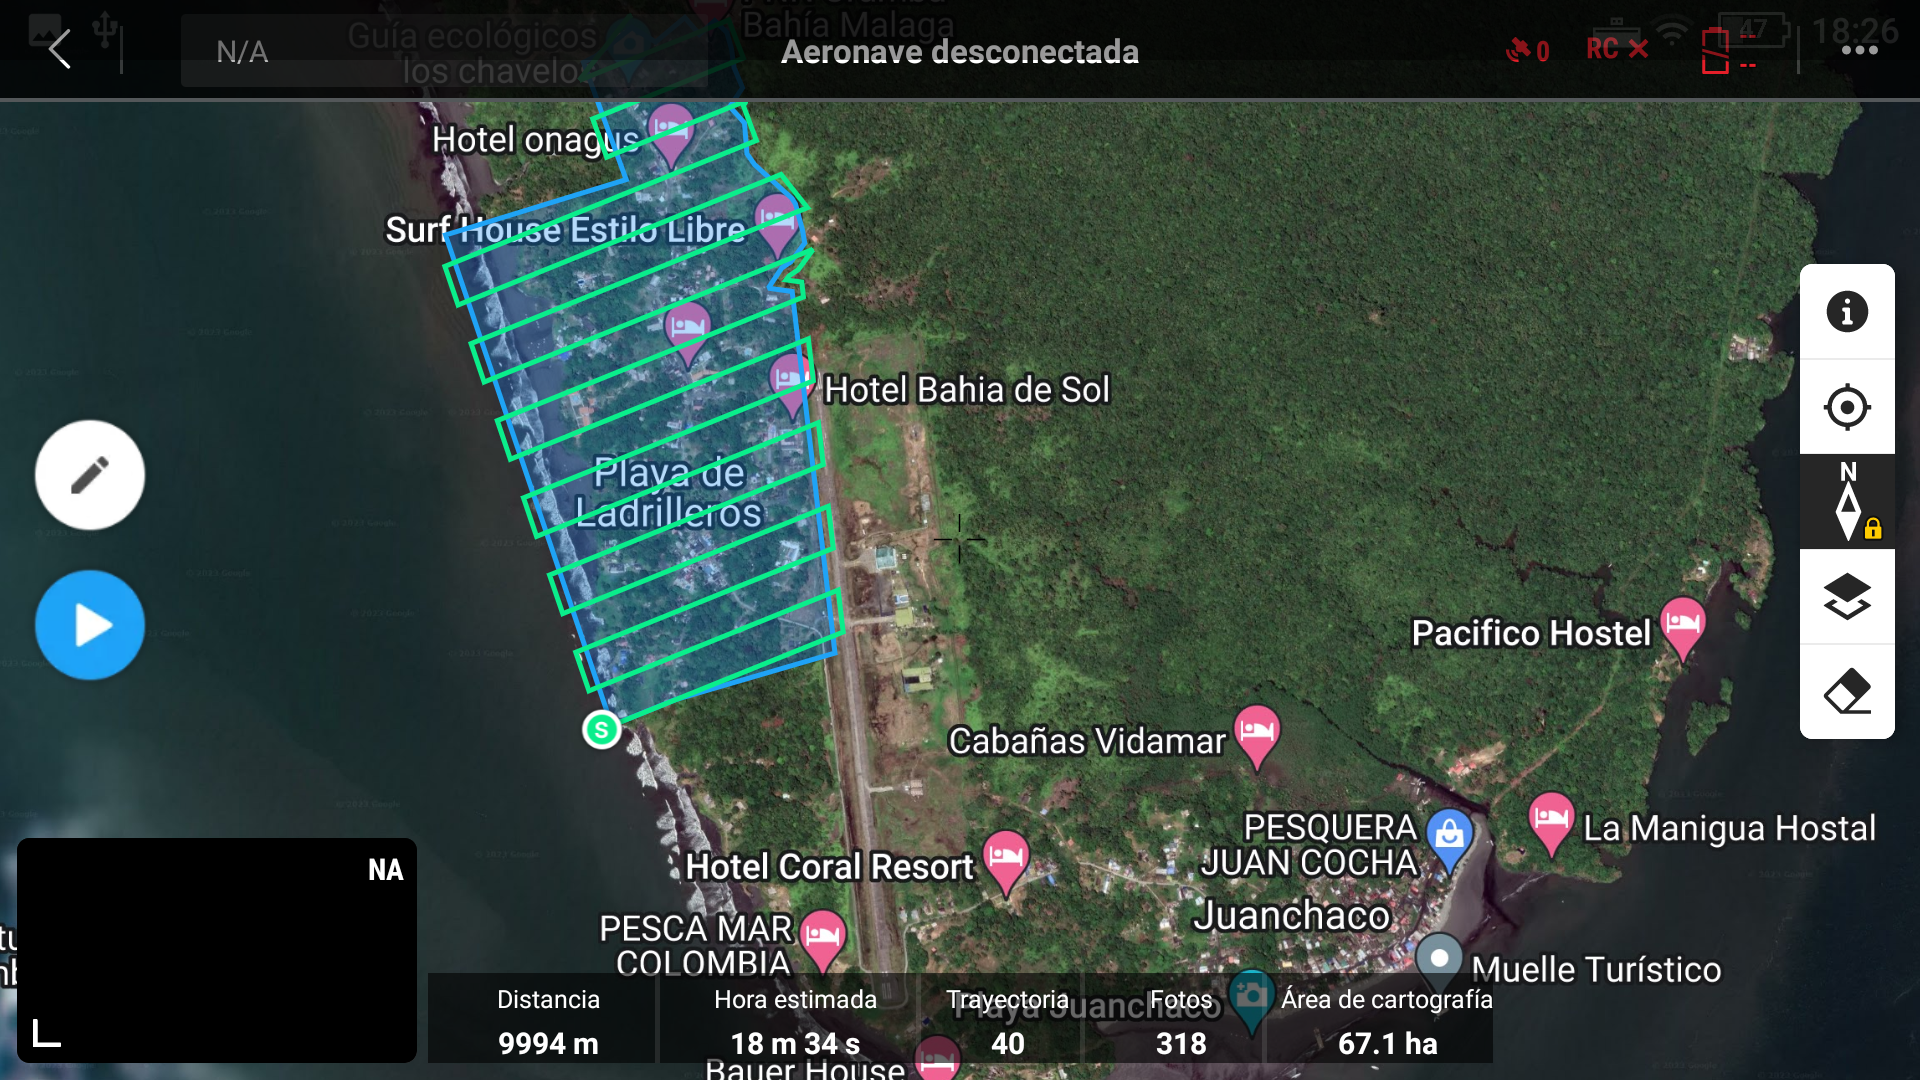 N/A
Aeronave desconectada
0
RC
--
--
47
18:26
Guía ecológicos
los chavelo
Bahía Malaga
Hotel onagus
Surf House Estilo Libre
Hotel Bahia de Sol
Playa de
Ladrilleros
N
Pacifico Hostel
S
Cabañas Vidamar
PESQUERA
JUAN COCHA
La Manigua Hostal
NA
Hotel Coral Resort
Juanchaco
PESCA MAR
COLOMBIA
Muelle Turístico
Playa Juanchaco
Distancia
9994 m
Hora estimada
18 m 34 s
Trayectoria
40
Fotos
318
Área de cartografía
67.1 ha
Bauer House